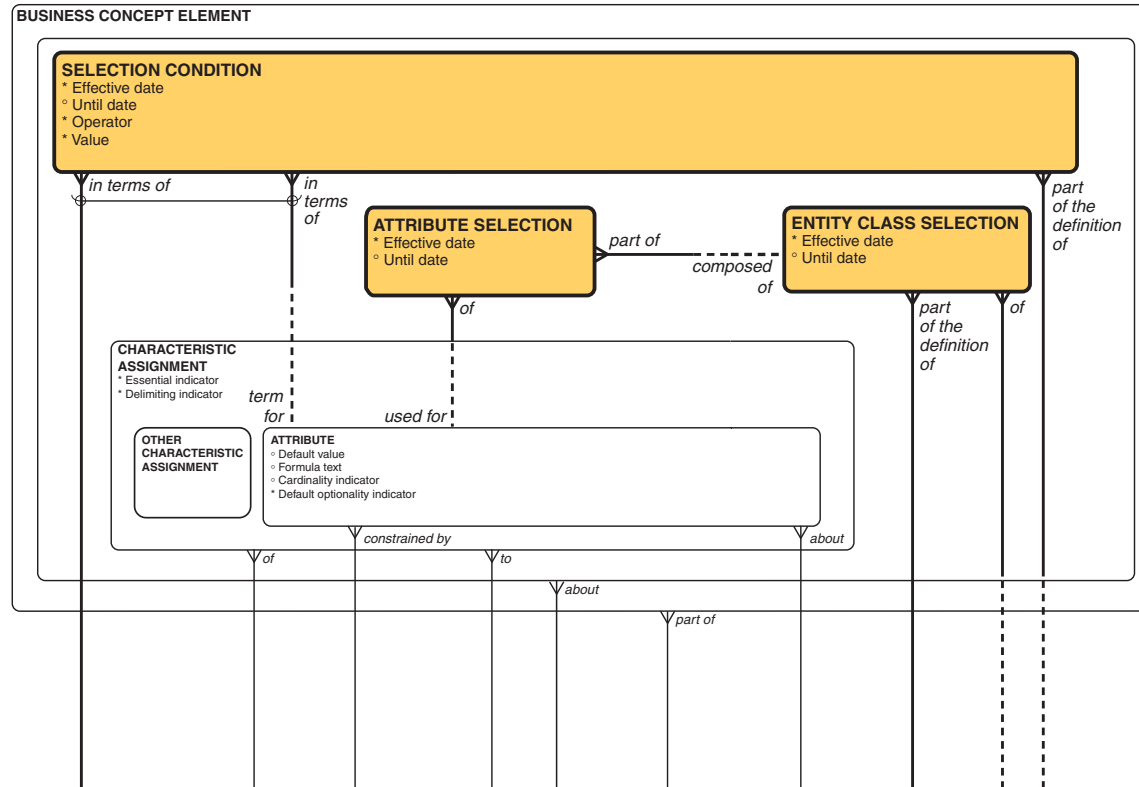 BUSINESS CONCEPT ELEMENT
SELECTION CONDITION
* Effective date
° Until date
* Operator
* Value
in terms of
in
terms
of
part
of the
definition
of
ATTRIBUTE SELECTION
* Effective date
° Until date
part of
composed
of
ENTITY CLASS SELECTION
* Effective date
° Until date
of
part
of the
definition
of
of
CHARACTERISTIC
ASSIGNMENT
* Essential indicator
* Delimiting indicator
term
for
used for
OTHER
CHARACTERISTIC
ASSIGNMENT
ATTRIBUTE
° Default value
° Formula text
° Cardinality indicator
* Default optionality indicator
constrained by
about
of
to
about
part of